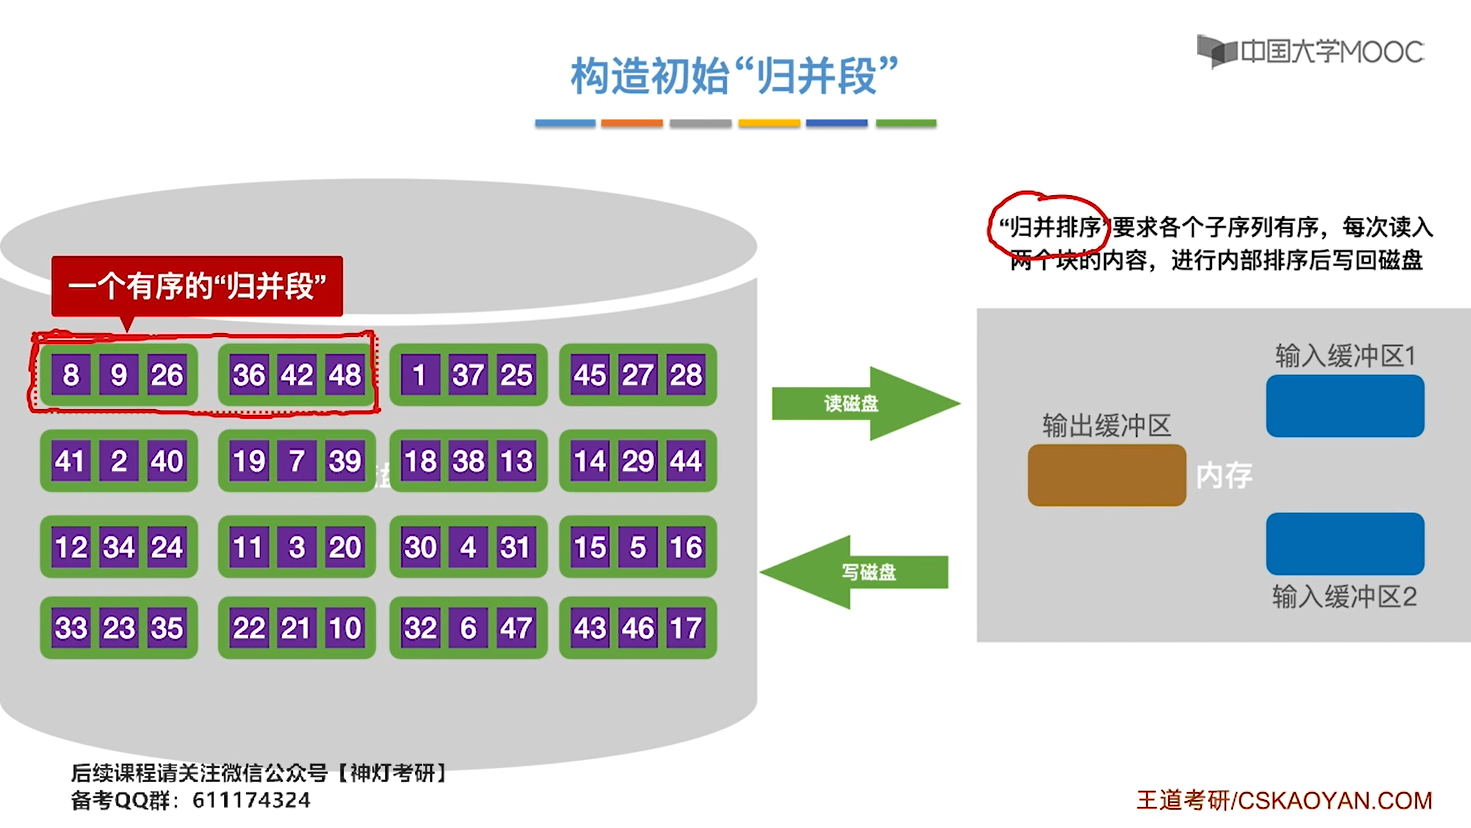 构造初始“归并段”
中国大学MOOC
“归并排序”要求各个子序列有序，每次读入
两个块的内容，进行内部排序后写回磁盘
一个有序的“归并段”
8 9 26 36 42 48 1 37 25 45 27 28
41 2 40 19 7 39 18 38 13 14 29 44
12 34 24 11 3 20 30 4 31 15 5 16
33 23 35 22 21 10 32 6 47 43 46 17
读磁盘
写磁盘
输入缓冲区1
输出缓冲区
内存
输入缓冲区2
后续课程请关注微信公众号【神灯考研】
备考QQ群：611174324
王道考研/CSKAOYAN.COM